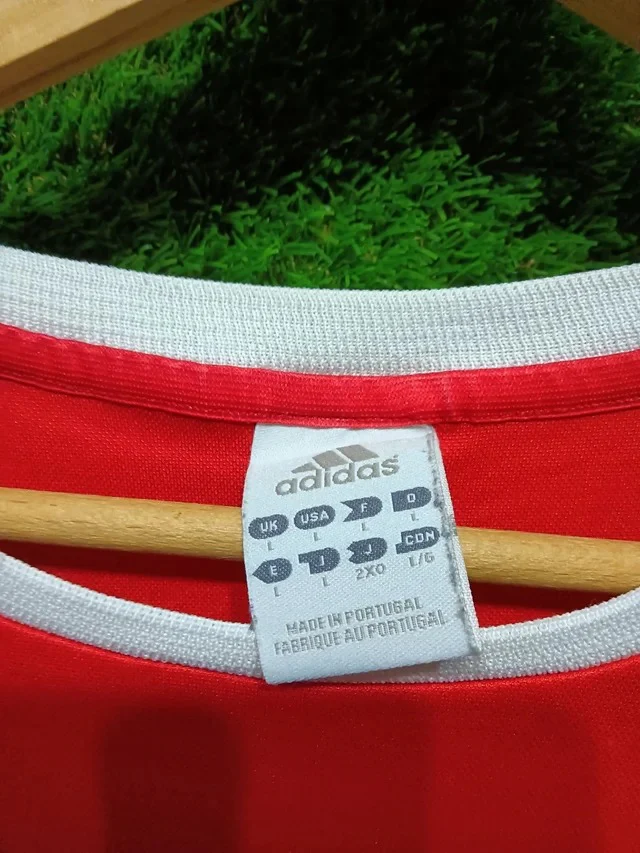 adidas
UK USA F D
L L L L
E J J CDN
L L 2XO L/G
MADE IN PORTUGAL
FABRIQUE AU PORTUGAL